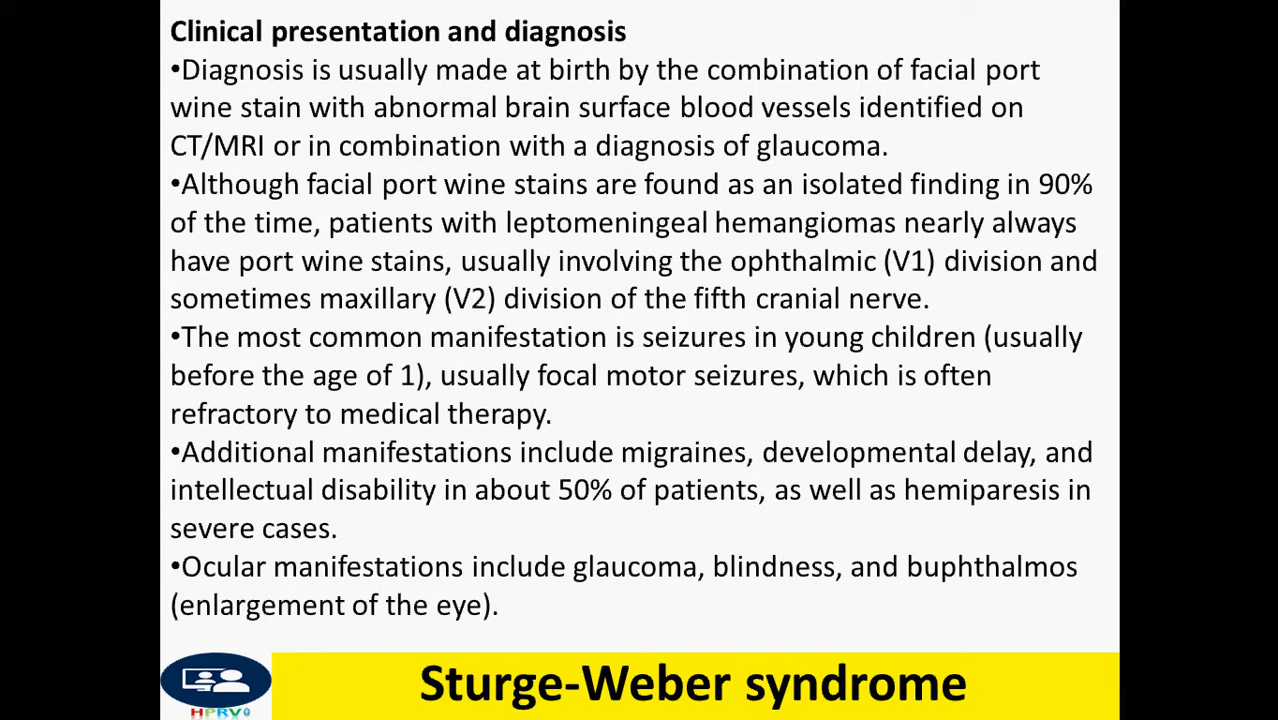 Clinical presentation and diagnosis
•Diagnosis is usually made at birth by the combination of facial port
wine stain with abnormal brain surface blood vessels identified on
CT/MRI or in combination with a diagnosis of glaucoma.
•Although facial port wine stains are found as an isolated finding in 90%
of the time, patients with leptomeningeal hemangiomas nearly always
have port wine stains, usually involving the ophthalmic (V1) division and
sometimes maxillary (V2) division of the fifth cranial nerve.
•The most common manifestation is seizures in young children (usually
before the age of 1), usually focal motor seizures, which is often
refractory to medical therapy.
•Additional manifestations include migraines, developmental delay, and
intellectual disability in about 50% of patients, as well as hemiparesis in
severe cases.
•Ocular manifestations include glaucoma, blindness, and buphthalmos
(enlargement of the eye).
Sturge-Weber syndrome